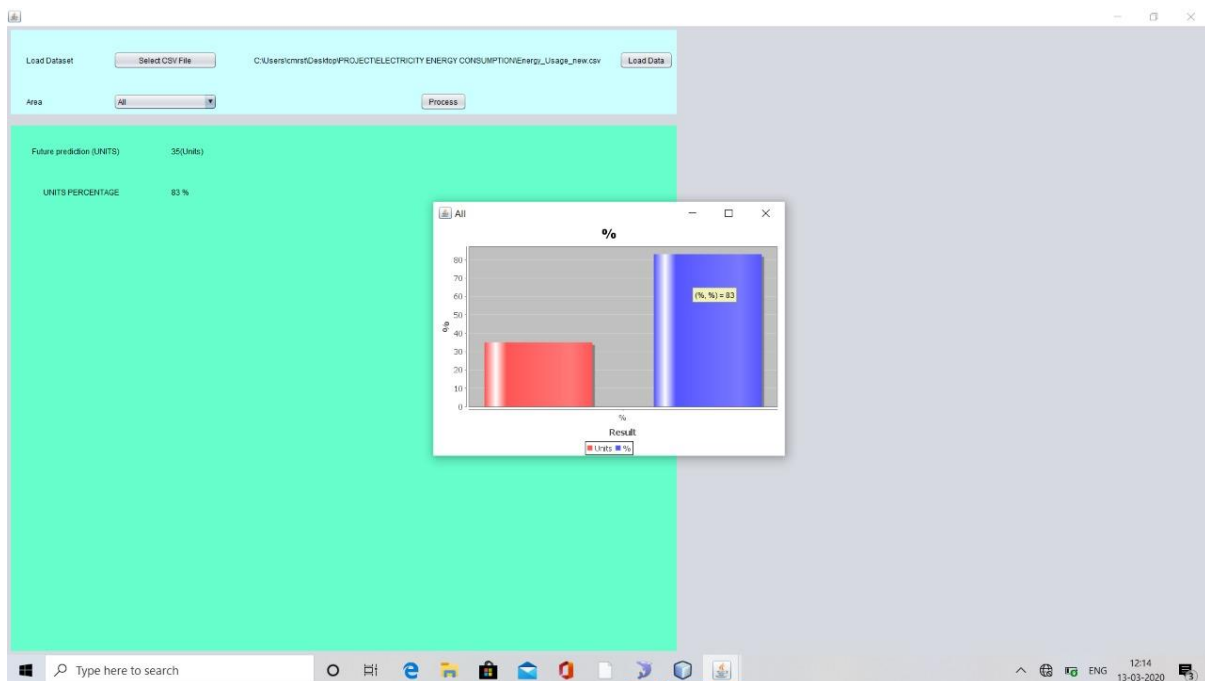 Load Dataset Select CSV File C:\Users\cmrsf\Desktop\PROJECT\ELECTRICITY ENERGY CONSUMPTION\Energy_Usage_new.csv Load Data
Area All Process
Future prediction (UNITS) 35(Units)
UNITS PERCENTAGE 83 %
All
%
80
70
60
50
40
30
20
10
0
%
(%, %) = 83
%
Result
Units %
Type here to search
ENG
12:14
13-03-2020
3